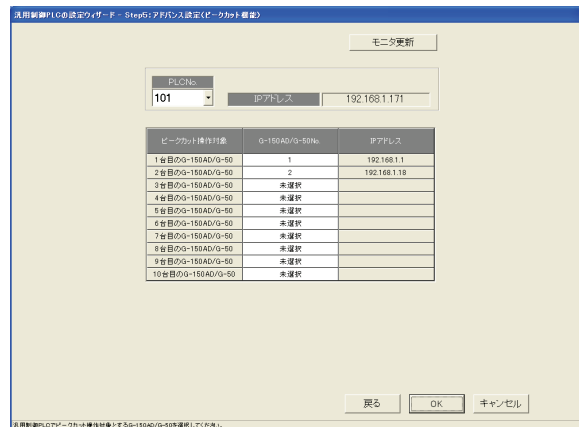 汎用制御PLCの設定ウィザード - Step5:アドバンス設定(ピークカット機能)
モニタ更新
PLCNo.
101 IPアドレス 192.168.1.171
ピークカット操作対象 G-150AD/G-50No. IPアドレス
1台目のG-150AD/G-50 1 192.168.1.1
2台目のG-150AD/G-50 2 192.168.1.18
3台目のG-150AD/G-50 未選択
4台目のG-150AD/G-50 未選択
5台目のG-150AD/G-50 未選択
6台目のG-150AD/G-50 未選択
7台目のG-150AD/G-50 未選択
8台目のG-150AD/G-50 未選択
9台目のG-150AD/G-50 未選択
10台目のG-150AD/G-50 未選択
戻る OK キャンセル
汎用制御PLCでピークカット操作対象とするG-150AD/G-50を選択してください。